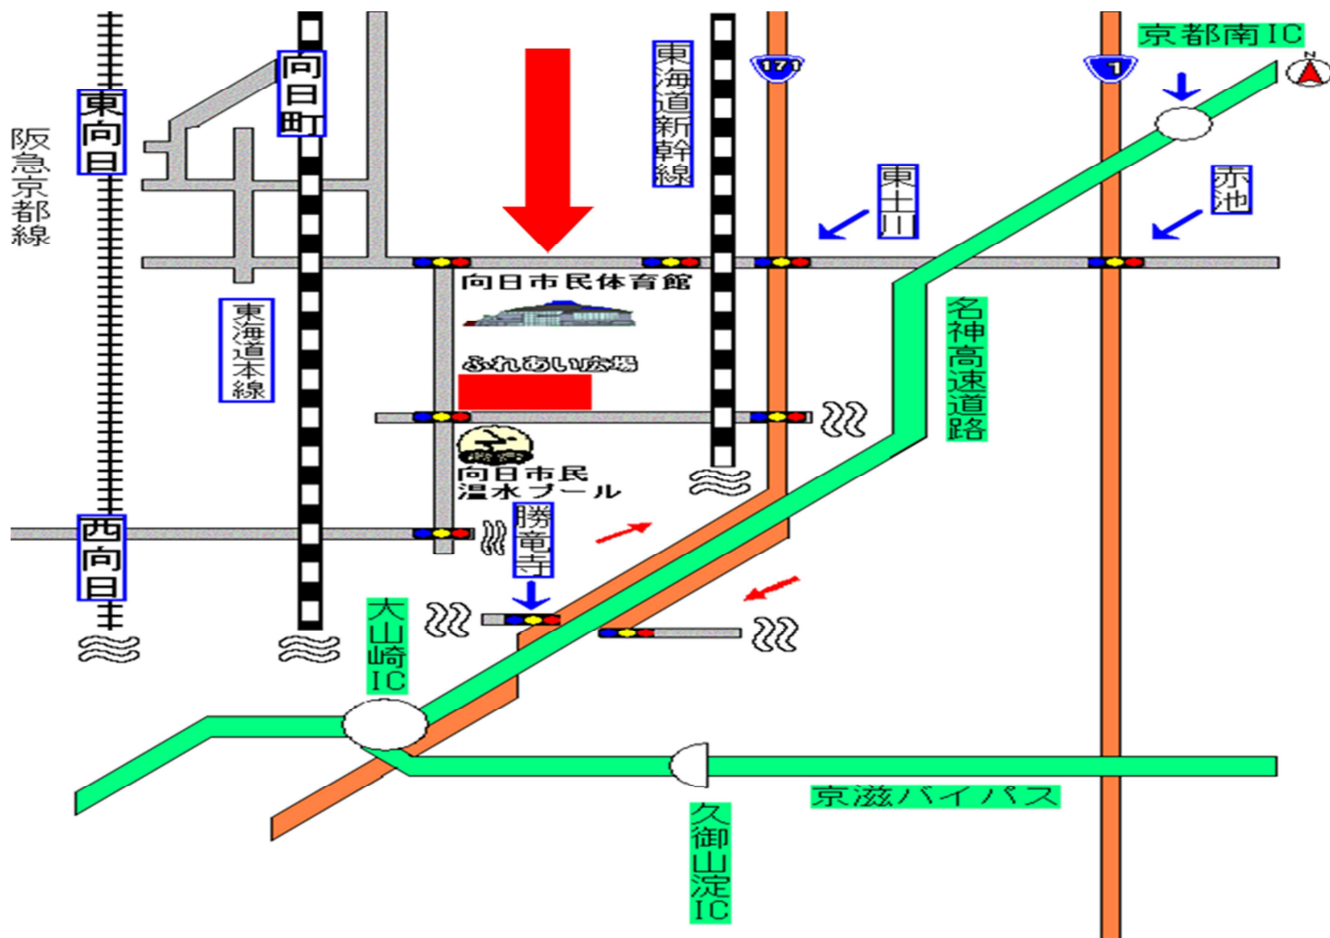 京都南IC
N
向日町
東海道新幹線
171
1
東向日
阪急京都線
東土川
赤池
向日市民体育館
東海道本線
名神高速道路
ふれあい広場
向日市民
温水プール
勝竜寺
西向日
大山崎IC
京滋バイパス
久御山淀IC